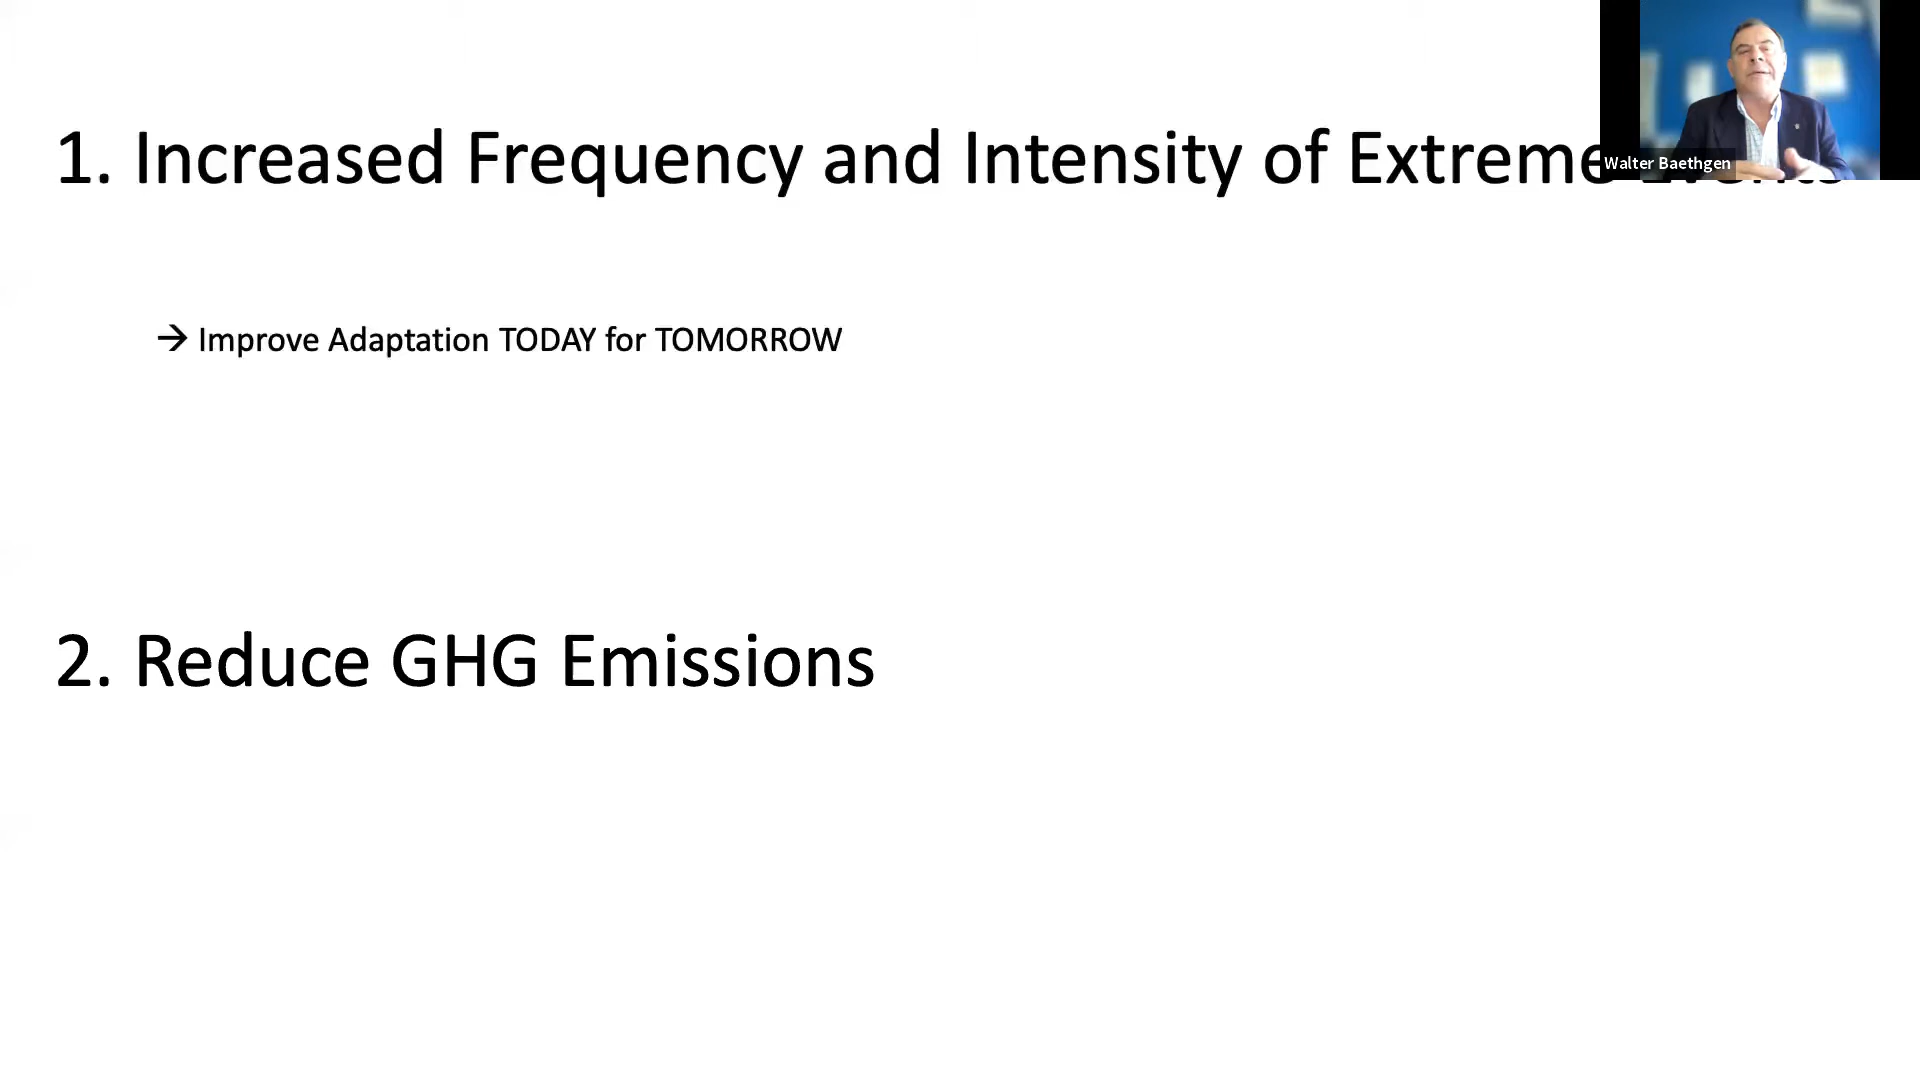 1. Increased Frequency and Intensity of Extreme
Walter Baethgen
→ Improve Adaptation TODAY for TOMORROW
2. Reduce GHG Emissions